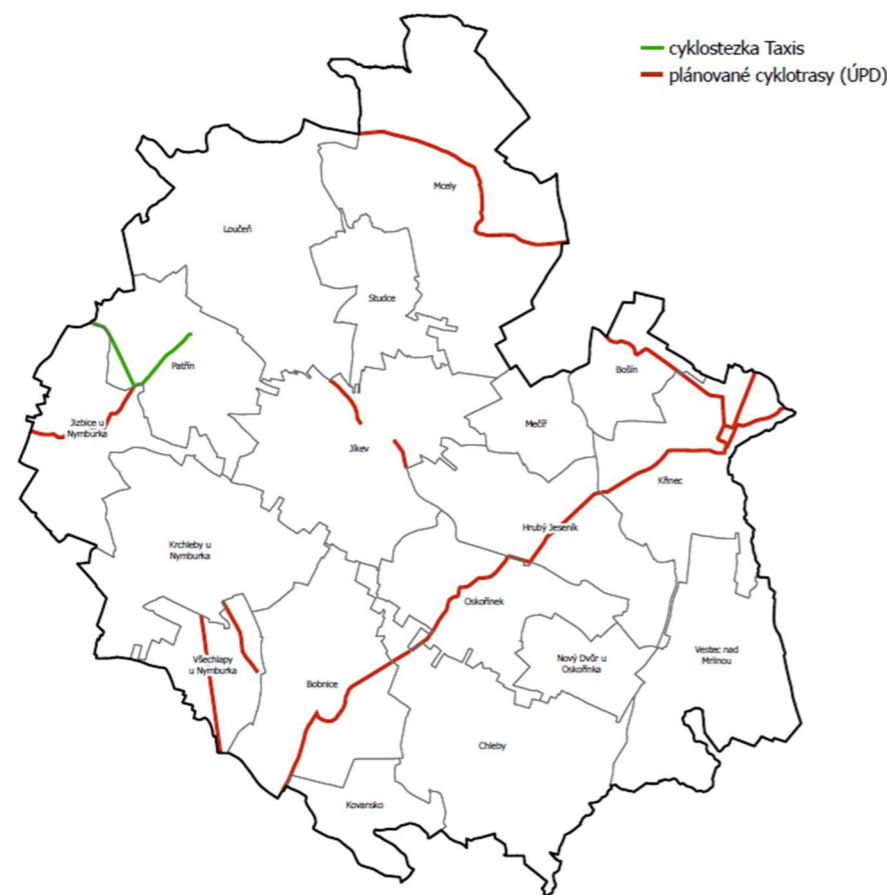 cyklostezka Taxis
plánované cyklotrasy (ÚPD)
Mcely
Loučeň
Studce
Patřín
Bošín
Jizbice u
Nymburka
Mečíř
Jíkev
Křinec
Hrubý Jeseník
Krchleby u
Nymburka
Oskořínek
Všechlapy
u Nymburka
Nový Dvůr u
Oskořínka
Vestec nad
Mrlinou
Bobnice
Chleby
Kovansko